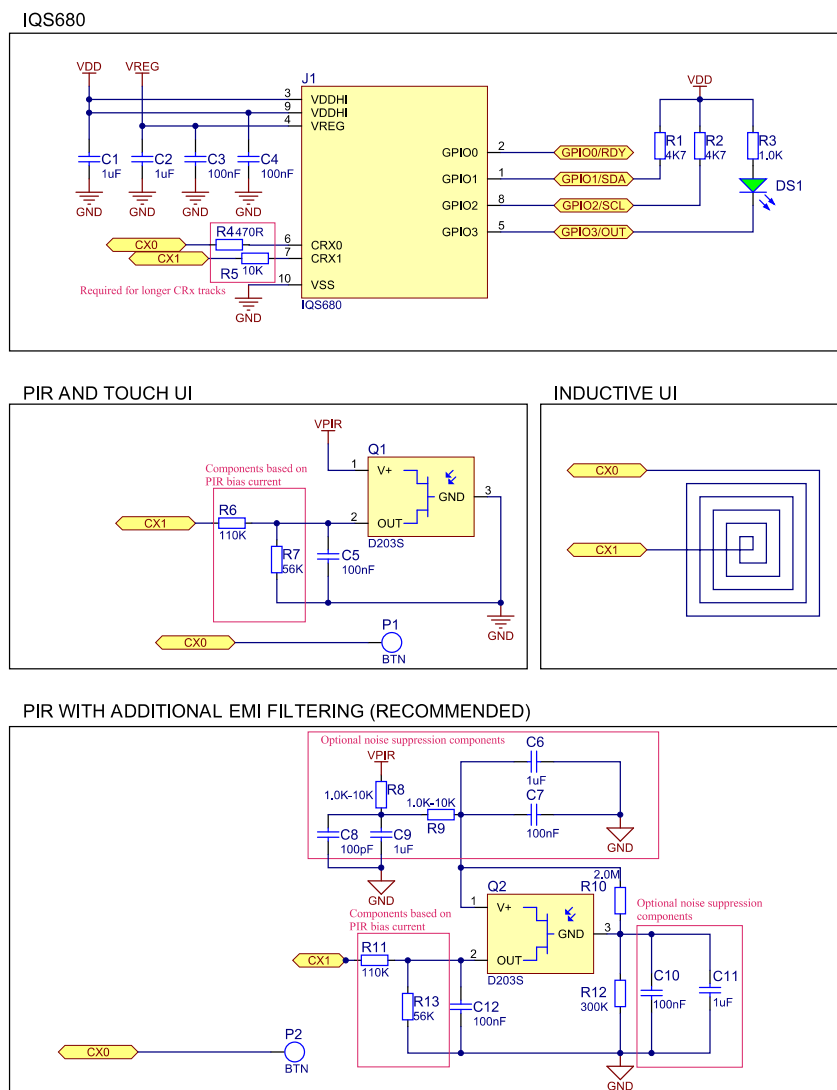 IQS680
VDD
VREG
J1
3
VDDHI
9
VDDHI
4
VREG
C1
1uF
C2
1uF
C3
100nF
C4
100nF
GND
GND
GND
GND
GPIO0
2
GPIO0/RDY
GPIO1
1
GPIO1/SDA
GPIO2
8
GPIO2/SCL
GPIO3
5
GPIO3/OUT
VDD
R1
4K7
R2
4K7
R3
1.0K
DS1
CX0
R4
470R
6
CRX0
CX1
R5
10K
7
CRX1
10
VSS
Required for longer CRx tracks
GND
IQS680
PIR AND TOUCH UI
VPIR
Q1
1
V+
GND
3
2
OUT
D203S
Components based on
PIR bias current
CX1
R6
110K
R7
56K
C5
100nF
GND
CX0
P1
BTN
INDUCTIVE UI
CX0
CX1
PIR WITH ADDITIONAL EMI FILTERING (RECOMMENDED)
Optional noise suppression components
VPIR
R8
1.0K-10K
1.0K-10K
R9
C6
1uF
C7
100nF
C8
100pF
C9
1uF
GND
GND
2.0M
R10
Q2
1
V+
GND
3
2
OUT
D203S
Optional noise suppression
components
Components based on
PIR bias current
CX1
R11
110K
R13
56K
C12
100nF
R12
300K
C10
100nF
C11
1uF
GND
CX0
P2
BTN